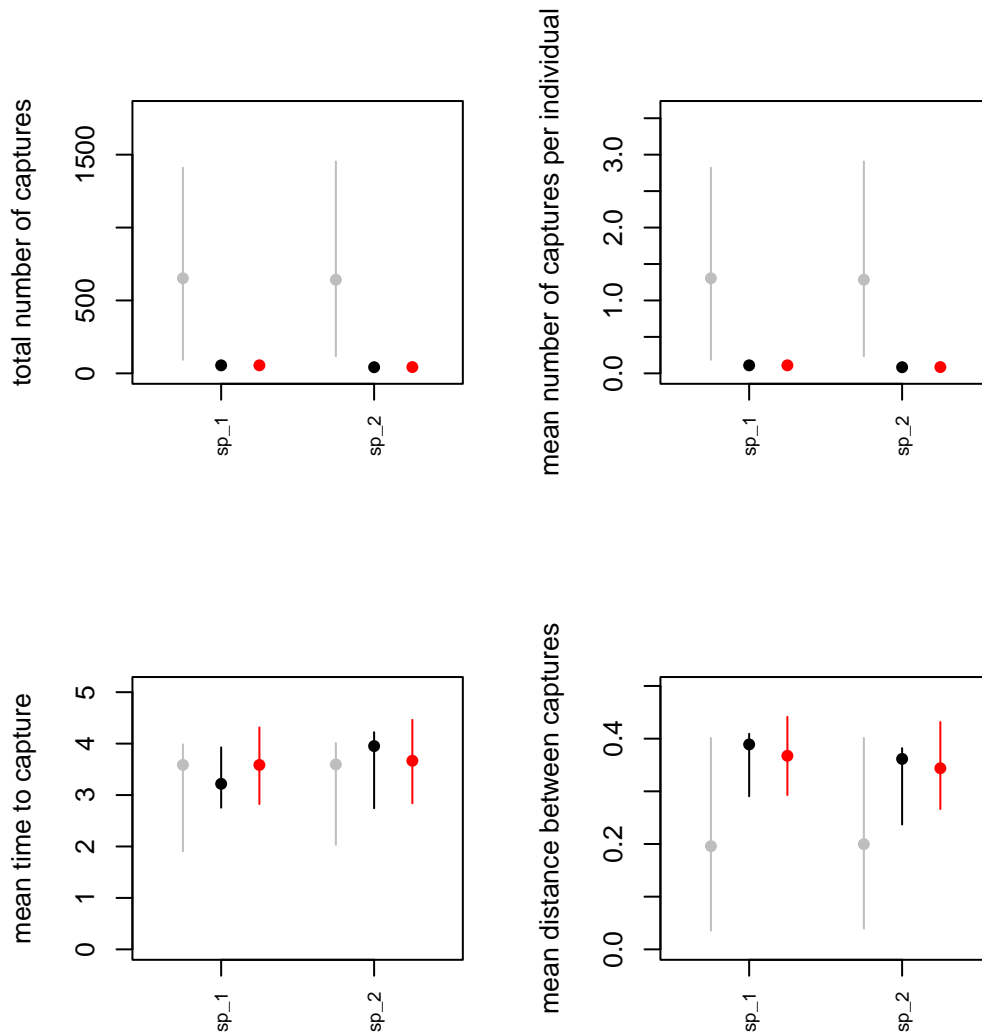 total number of captures
0
500
1500
sp_1
sp_2
mean number of captures per individual
0.0
1.0
2.0
3.0
sp_1
sp_2
mean time to capture
0
1
2
3
4
5
sp_1
sp_2
mean distance between captures
0.0
0.2
0.4
sp_1
sp_2